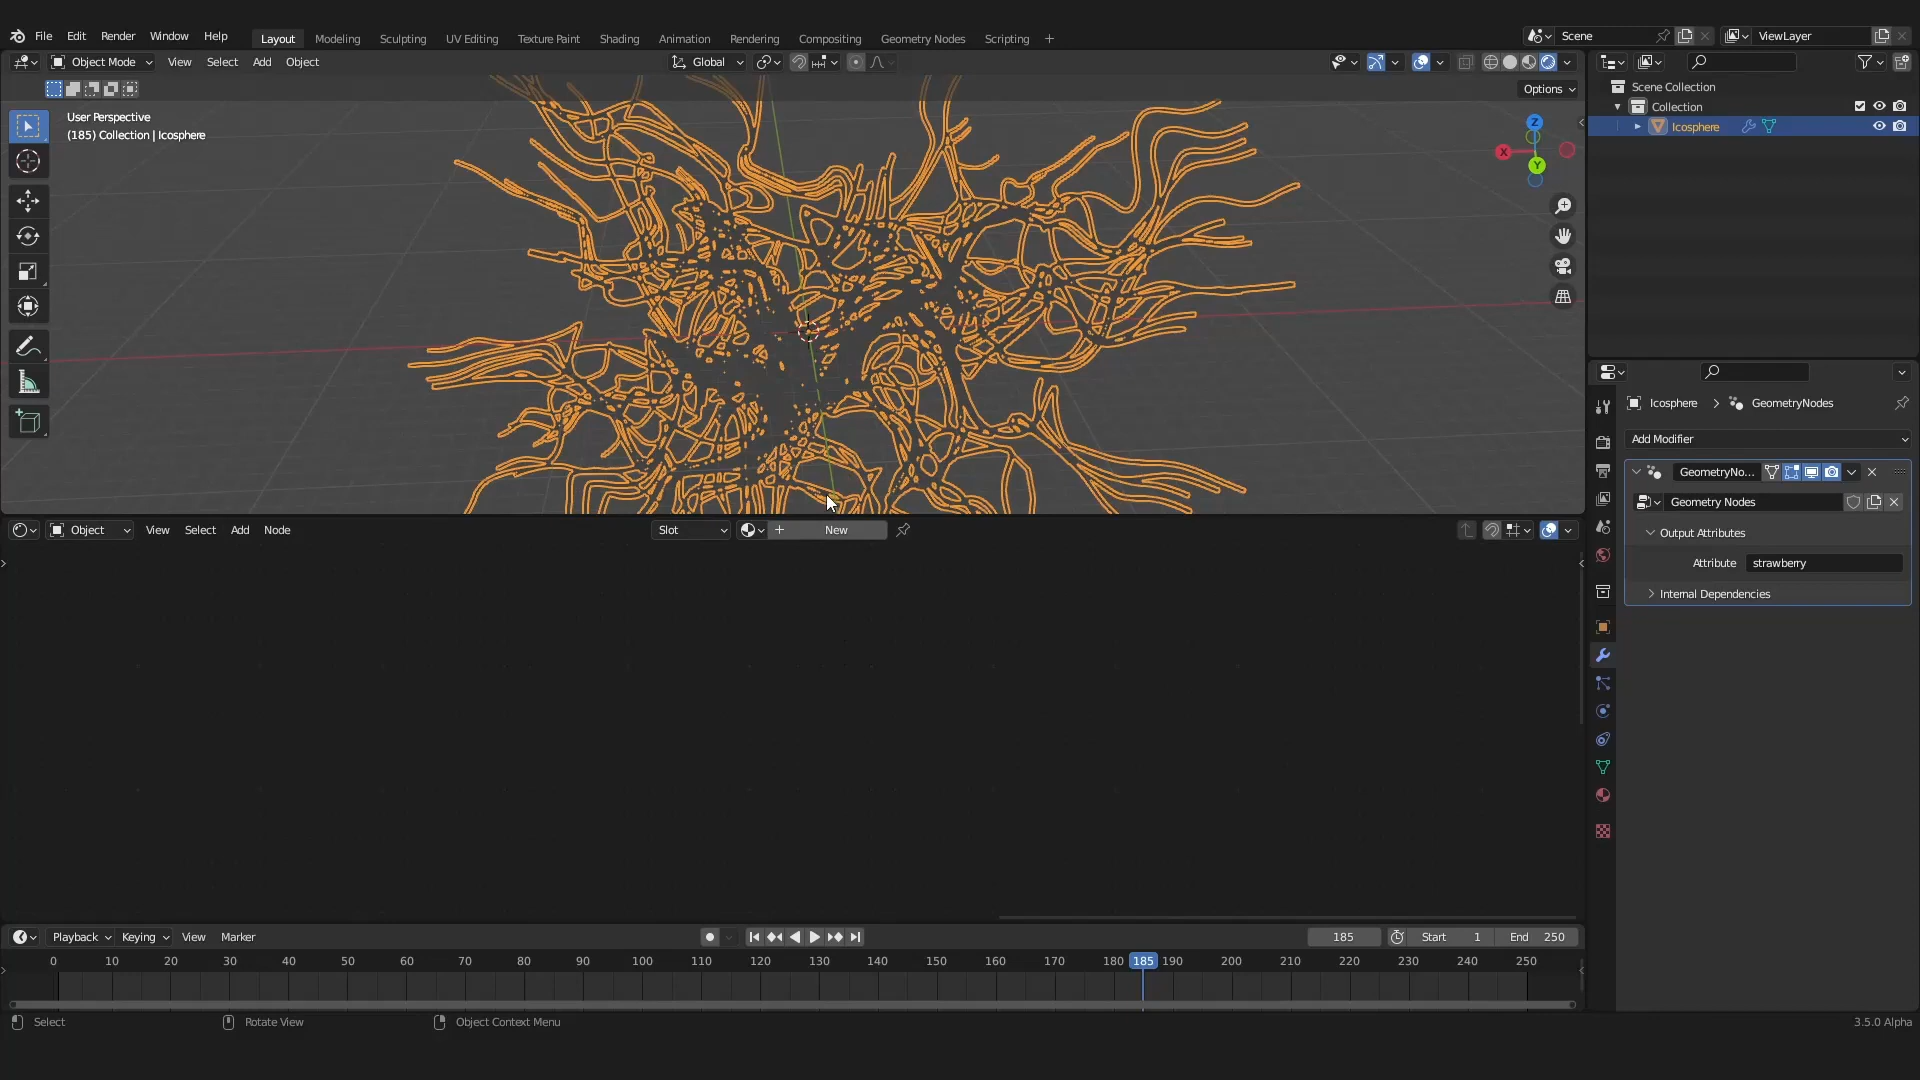 File Edit Render Window Help Layout Modeling Sculpting UV Editing Texture Paint Shading Animation Rendering Compositing Geometry Nodes Scripting + Scene ViewLayer
Object Mode View Select Add Object Global
Options
User Perspective
(185) Collection | Icosphere
Z
X
Y
Scene Collection
Collection
Icosphere
Icosphere > GeometryNodes
Add Modifier
GeometryNo...
Geometry Nodes
Output Attributes
Attribute strawberry
Internal Dependencies
Object View Select Add Node Slot + New
Playback Keying View Marker 185 Start 1 End 250
0 10 20 30 40 50 60 70 80 90 100 110 120 130 140 150 160 170 180 185 190 200 210 220 230 240 250
Select Rotate View Object Context Menu 3.5.0 Alpha